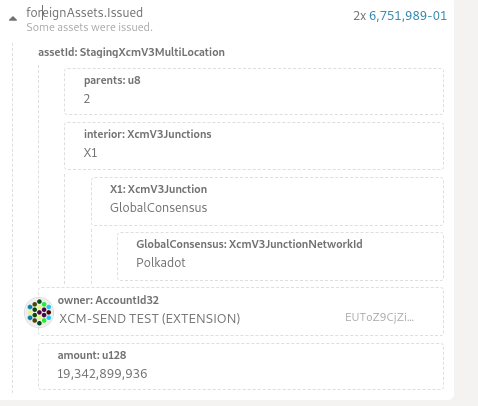 foreignAssets.Issued
2x 6,751,989-01
Some assets were issued.
assetId: StagingXcmV3MultiLocation
parents: u8
2
interior: XcmV3Junctions
X1
X1: XcmV3Junction
GlobalConsensus
GlobalConsensus: XcmV3JunctionNetworkId
Polkadot
owner: AccountId32
XCM-SEND TEST (EXTENSION)
EUToZ9CjZi...
amount: u128
19,342,899,936